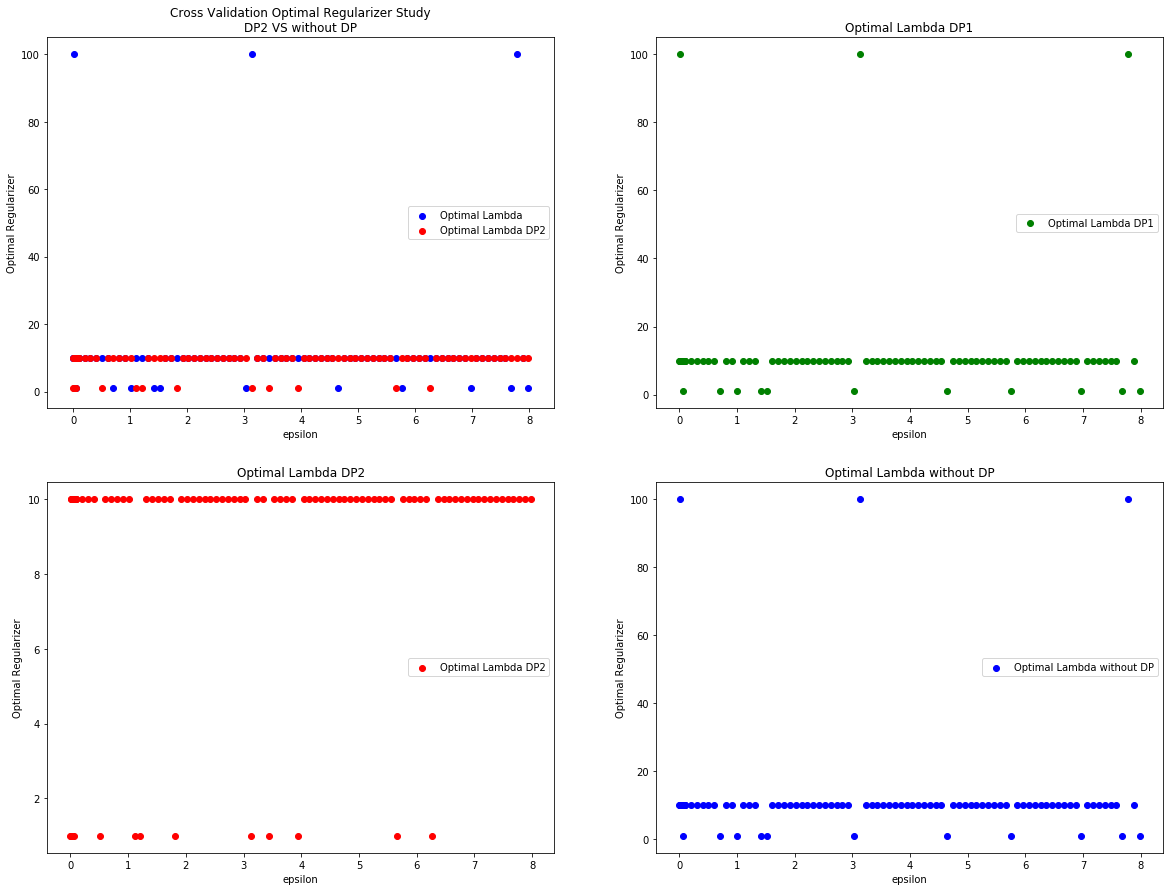 Cross Validation Optimal Regularizer Study
DP2 VS without DP
100
80
60
40
20
0
Optimal Regularizer
Optimal Lambda
Optimal Lambda DP2
0 1 2 3 4 5 6 7 8
epsilon
Optimal Lambda DP1
100
80
60
40
20
0
Optimal Regularizer
Optimal Lambda DP1
0 1 2 3 4 5 6 7 8
epsilon
Optimal Lambda DP2
10
8
6
4
2
Optimal Regularizer
Optimal Lambda DP2
0 1 2 3 4 5 6 7 8
epsilon
Optimal Lambda without DP
100
80
60
40
20
0
Optimal Regularizer
Optimal Lambda without DP
0 1 2 3 4 5 6 7 8
epsilon